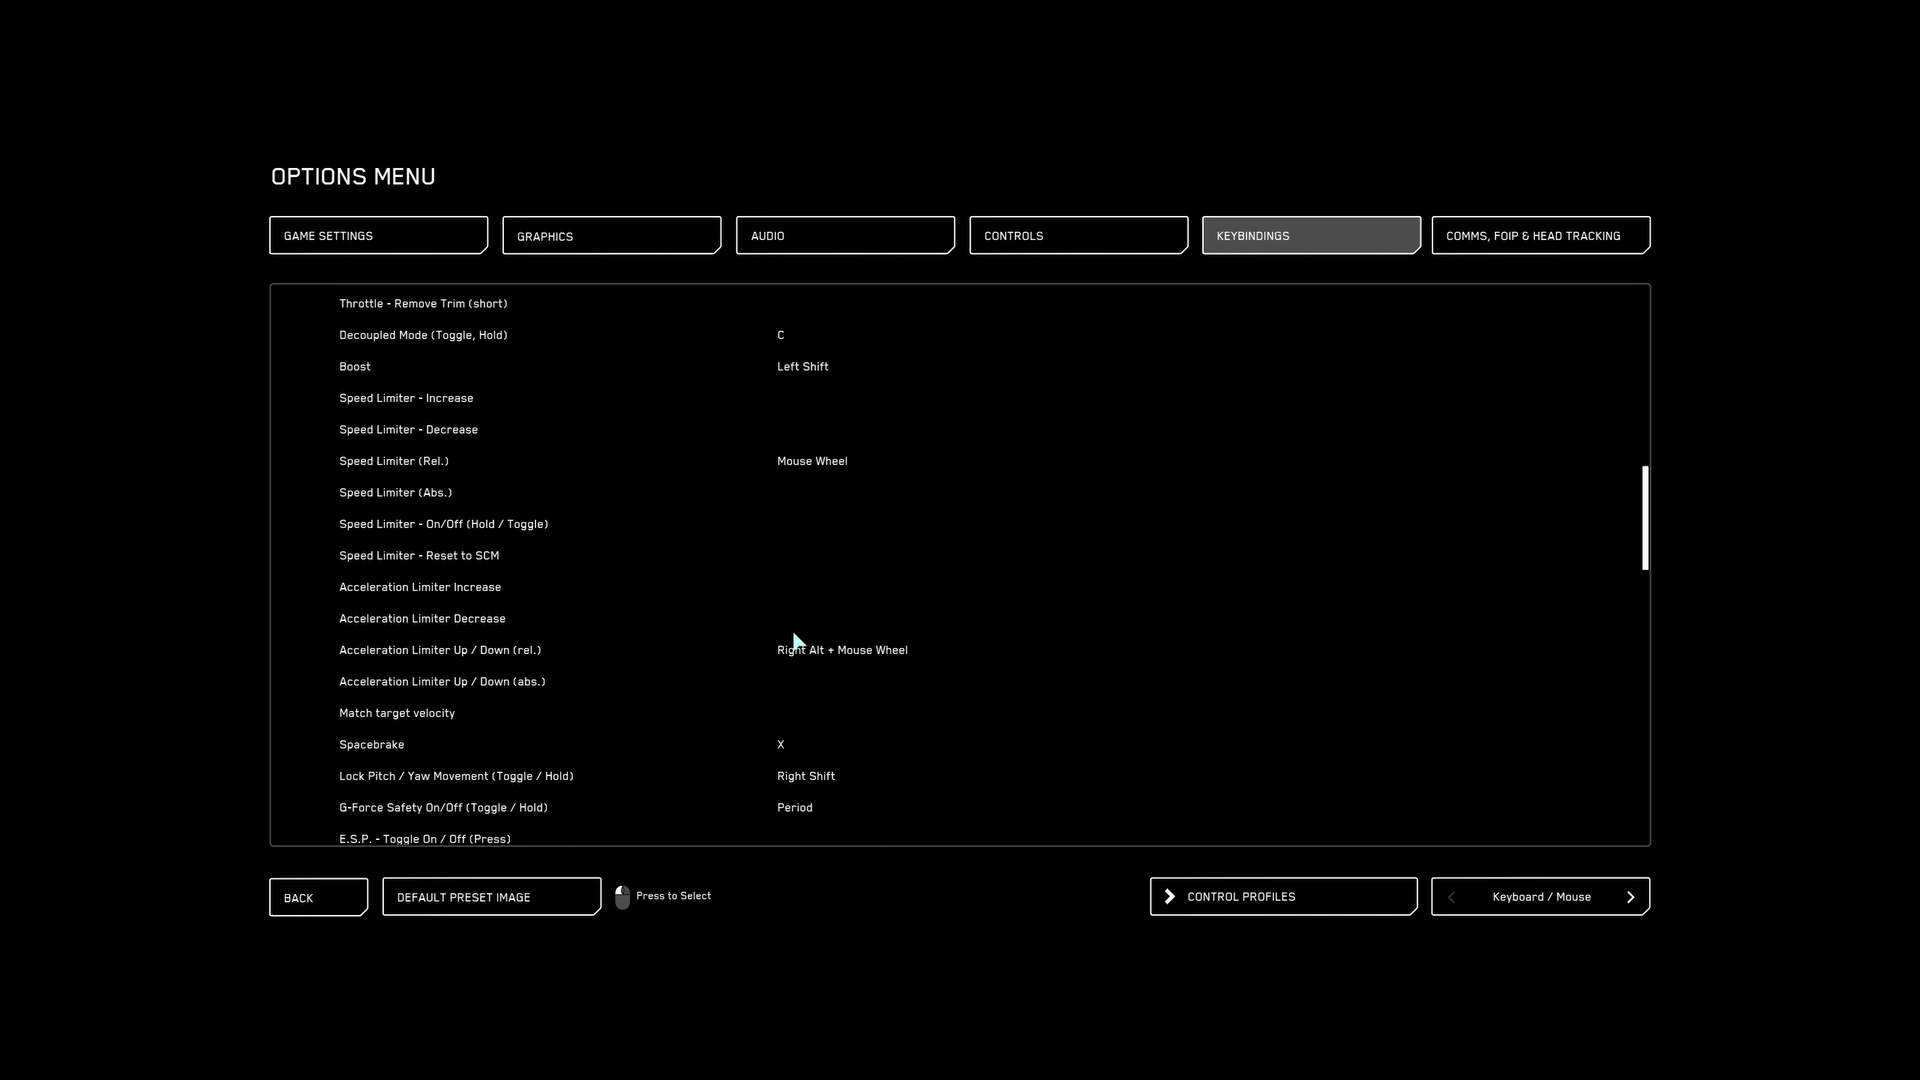 OPTIONS MENU
GAME SETTINGS
GRAPHICS
AUDIO
CONTROLS
KEYBINDINGS
COMMS, FOIP & HEAD TRACKING
Throttle - Remove Trim (short)
Decoupled Mode (Toggle, Hold) C
Boost Left Shift
Speed Limiter - Increase
Speed Limiter - Decrease
Speed Limiter (Rel.) Mouse Wheel
Speed Limiter (Abs.)
Speed Limiter - On/Off (Hold / Toggle)
Speed Limiter - Reset to SCM
Acceleration Limiter Increase
Acceleration Limiter Decrease
Acceleration Limiter Up / Down (rel.) Right Alt + Mouse Wheel
Acceleration Limiter Up / Down (abs.)
Match target velocity
Spacebrake X
Lock Pitch / Yaw Movement (Toggle / Hold) Right Shift
G-Force Safety On/Off (Toggle / Hold) Period
E.S.P. - Toggle On / Off (Press)
BACK
DEFAULT PRESET IMAGE
Press to Select
CONTROL PROFILES
Keyboard / Mouse